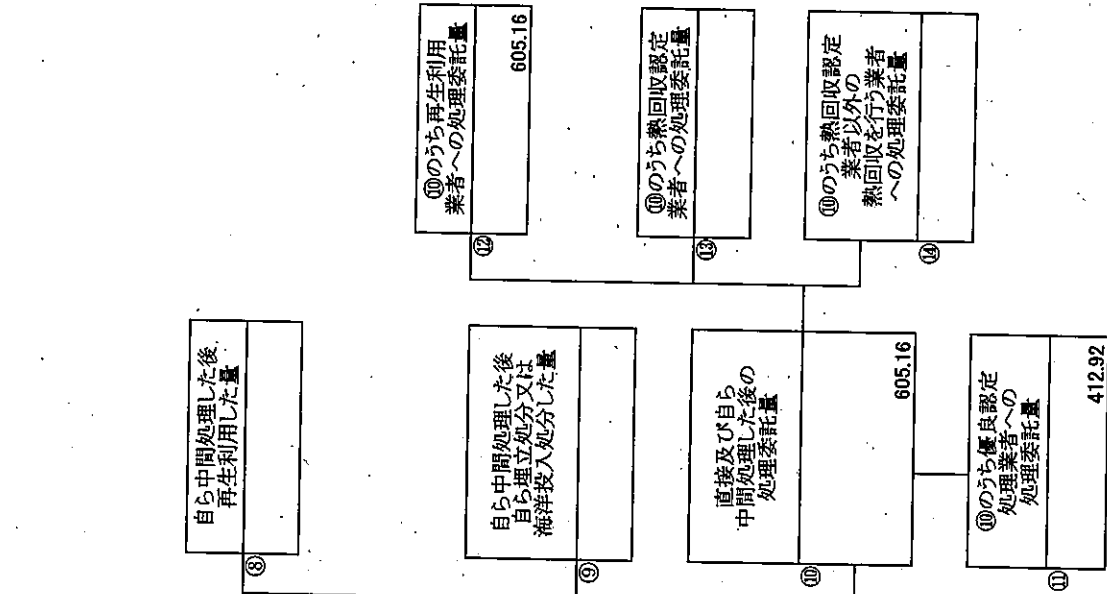 自ら中間処理した後、
再生利用した量
⑧
自ら中間処理した後
自ら埋立処分又は
海洋投入処分した量
⑨
直接及び自ら
中間処理した後の
処理委託量
⑩
605.16
⑩のうち優良認定
処理業者への
処理委託量
⑪
412.92
⑩のうち再生利用
業者への処理委託量
⑫
605.16
⑩のうち熱回収認定
業者への処理委託量
⑬
⑩のうち熱回収認定
業者以外の
熱回収を行う業者
への処理委託量
⑭